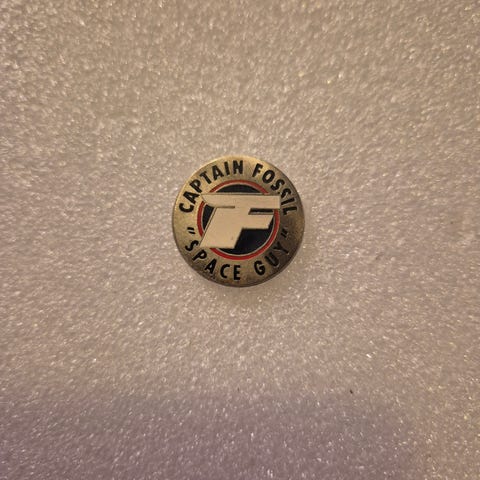 CAPTAIN FOSSIL
F
"SPACE GUY"